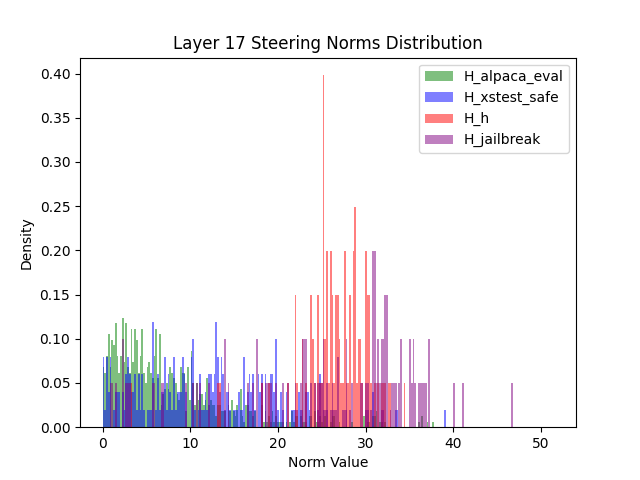 Layer 17 Steering Norms Distribution
H_alpaca_eval
H_xstest_safe
H_h
H_jailbreak
0.40
0.35
0.30
0.25
0.20
0.15
0.10
0.05
0.00
Density
0 10 20 30 40 50
Norm Value